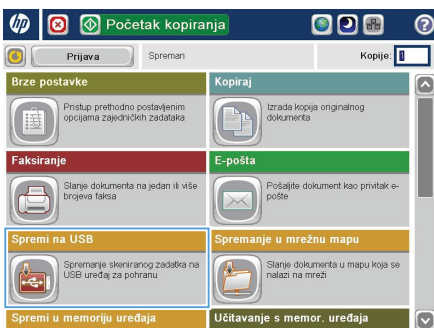 hp
Početak kopiranja
?
Prijava
Spreman
Kopije: 1
Brze postavke
Pristup prethodno postavljenim
opcijama zajedničkih zadataka
Kopiraj
Izrada kopija originalnog
dokumenta
Faksiranje
Slanje dokumenta na jedan ili više
brojeva faksa
E-pošta
Pošaljite dokument kao privitak e-
pošte
Spremi na USB
Spremanje skeniranog zadatka na
USB uređaj za pohranu
Spremanje u mrežnu mapu
Slanje dokumenta u mapu koja se
nalazi na mreži
Spremi u memoriju uređaja
Učitavanje s memor. uređaja